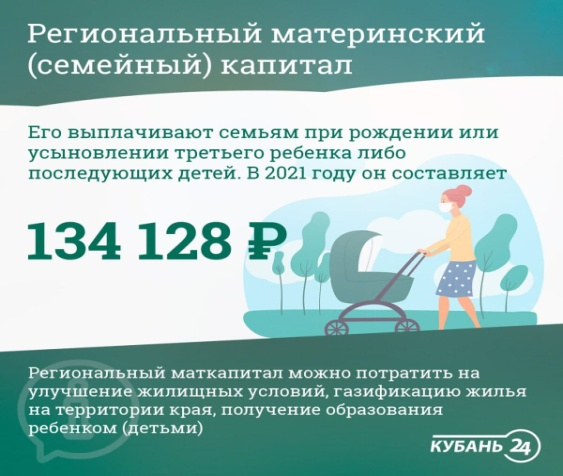 Региональный материнский
(семейный) капитал
Его выплачивают семьям при рождении или
усыновлении третьего ребенка либо
последующих детей. В 2021 году он составляет
134 128 ₽
Региональный маткапитал можно потратить на
улучшение жилищных условий, газификацию жилья
на территории края, получение образования
ребенком (детьми)
КУБАНЬ 24